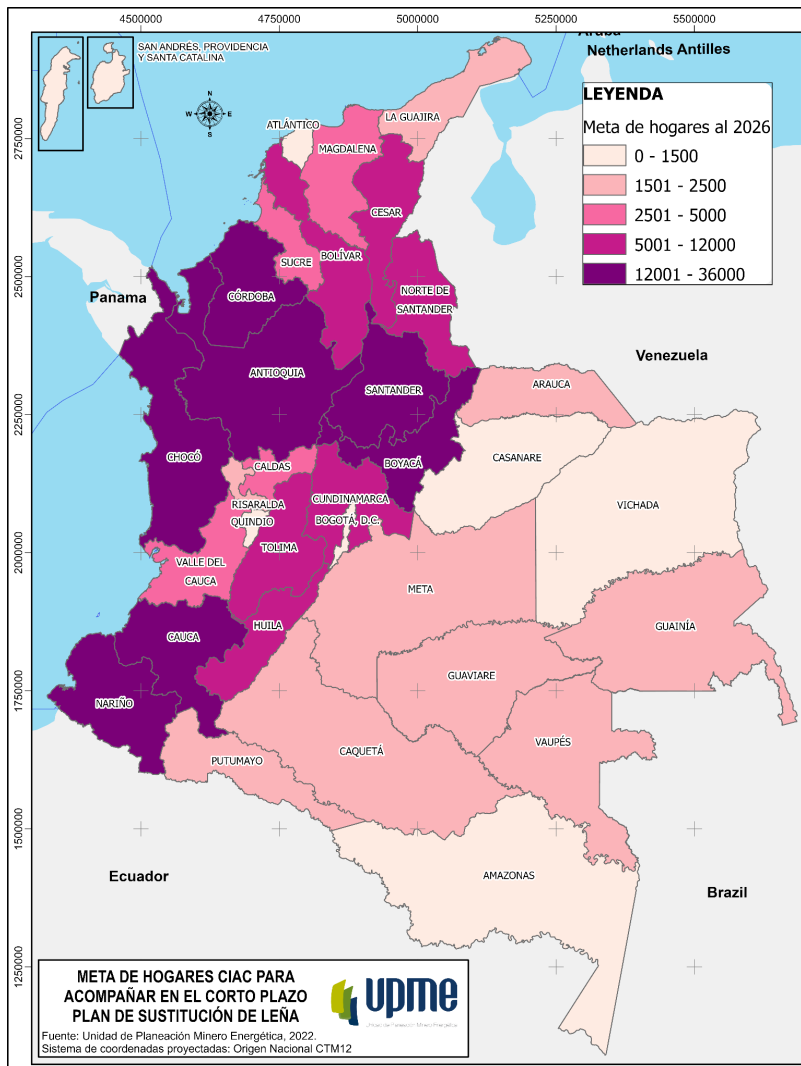 4500000
4750000
5000000
5250000
5500000
SAN ANDRÉS, PROVIDENCIA
Y SANTA CATALINA
Aruba
Netherlands Antilles
N
W
E
S
LEYENDA
Meta de hogares al 2026
0 - 1500
1501 - 2500
2501 - 5000
5001 - 12000
12001 - 36000
2750000
2500000
2250000
2000000
1750000
1500000
1250000
ATLÁNTICO
LA GUAJIRA
MAGDALENA
CESAR
BOLÍVAR
SUCRE
CÓRDOBA
NORTE DE
SANTANDER
Panama
Venezuela
ANTIOQUIA
SANTANDER
ARAUCA
CHOCÓ
BOYACÁ
CASANARE
CALDAS
CUNDINAMARCA
VICHADA
RISARALDA
QUINDIO
BOGOTÁ, D.C.
TOLIMA
VALLE DEL
CAUCA
META
HUILA
CAUCA
GUAINÍA
GUAVIARE
NARIÑO
VAUPÉS
CAQUETÁ
PUTUMAYO
Ecuador
AMAZONAS
Brazil
META DE HOGARES CIAC PARA
ACOMPAÑAR EN EL CORTO PLAZO
PLAN DE SUSTITUCIÓN DE LEÑA
upme
Unidad de Planeación Minero Energética
Fuente: Unidad de Planeación Minero Energética, 2022.
Sistema de coordenadas proyectadas: Origen Nacional CTM12